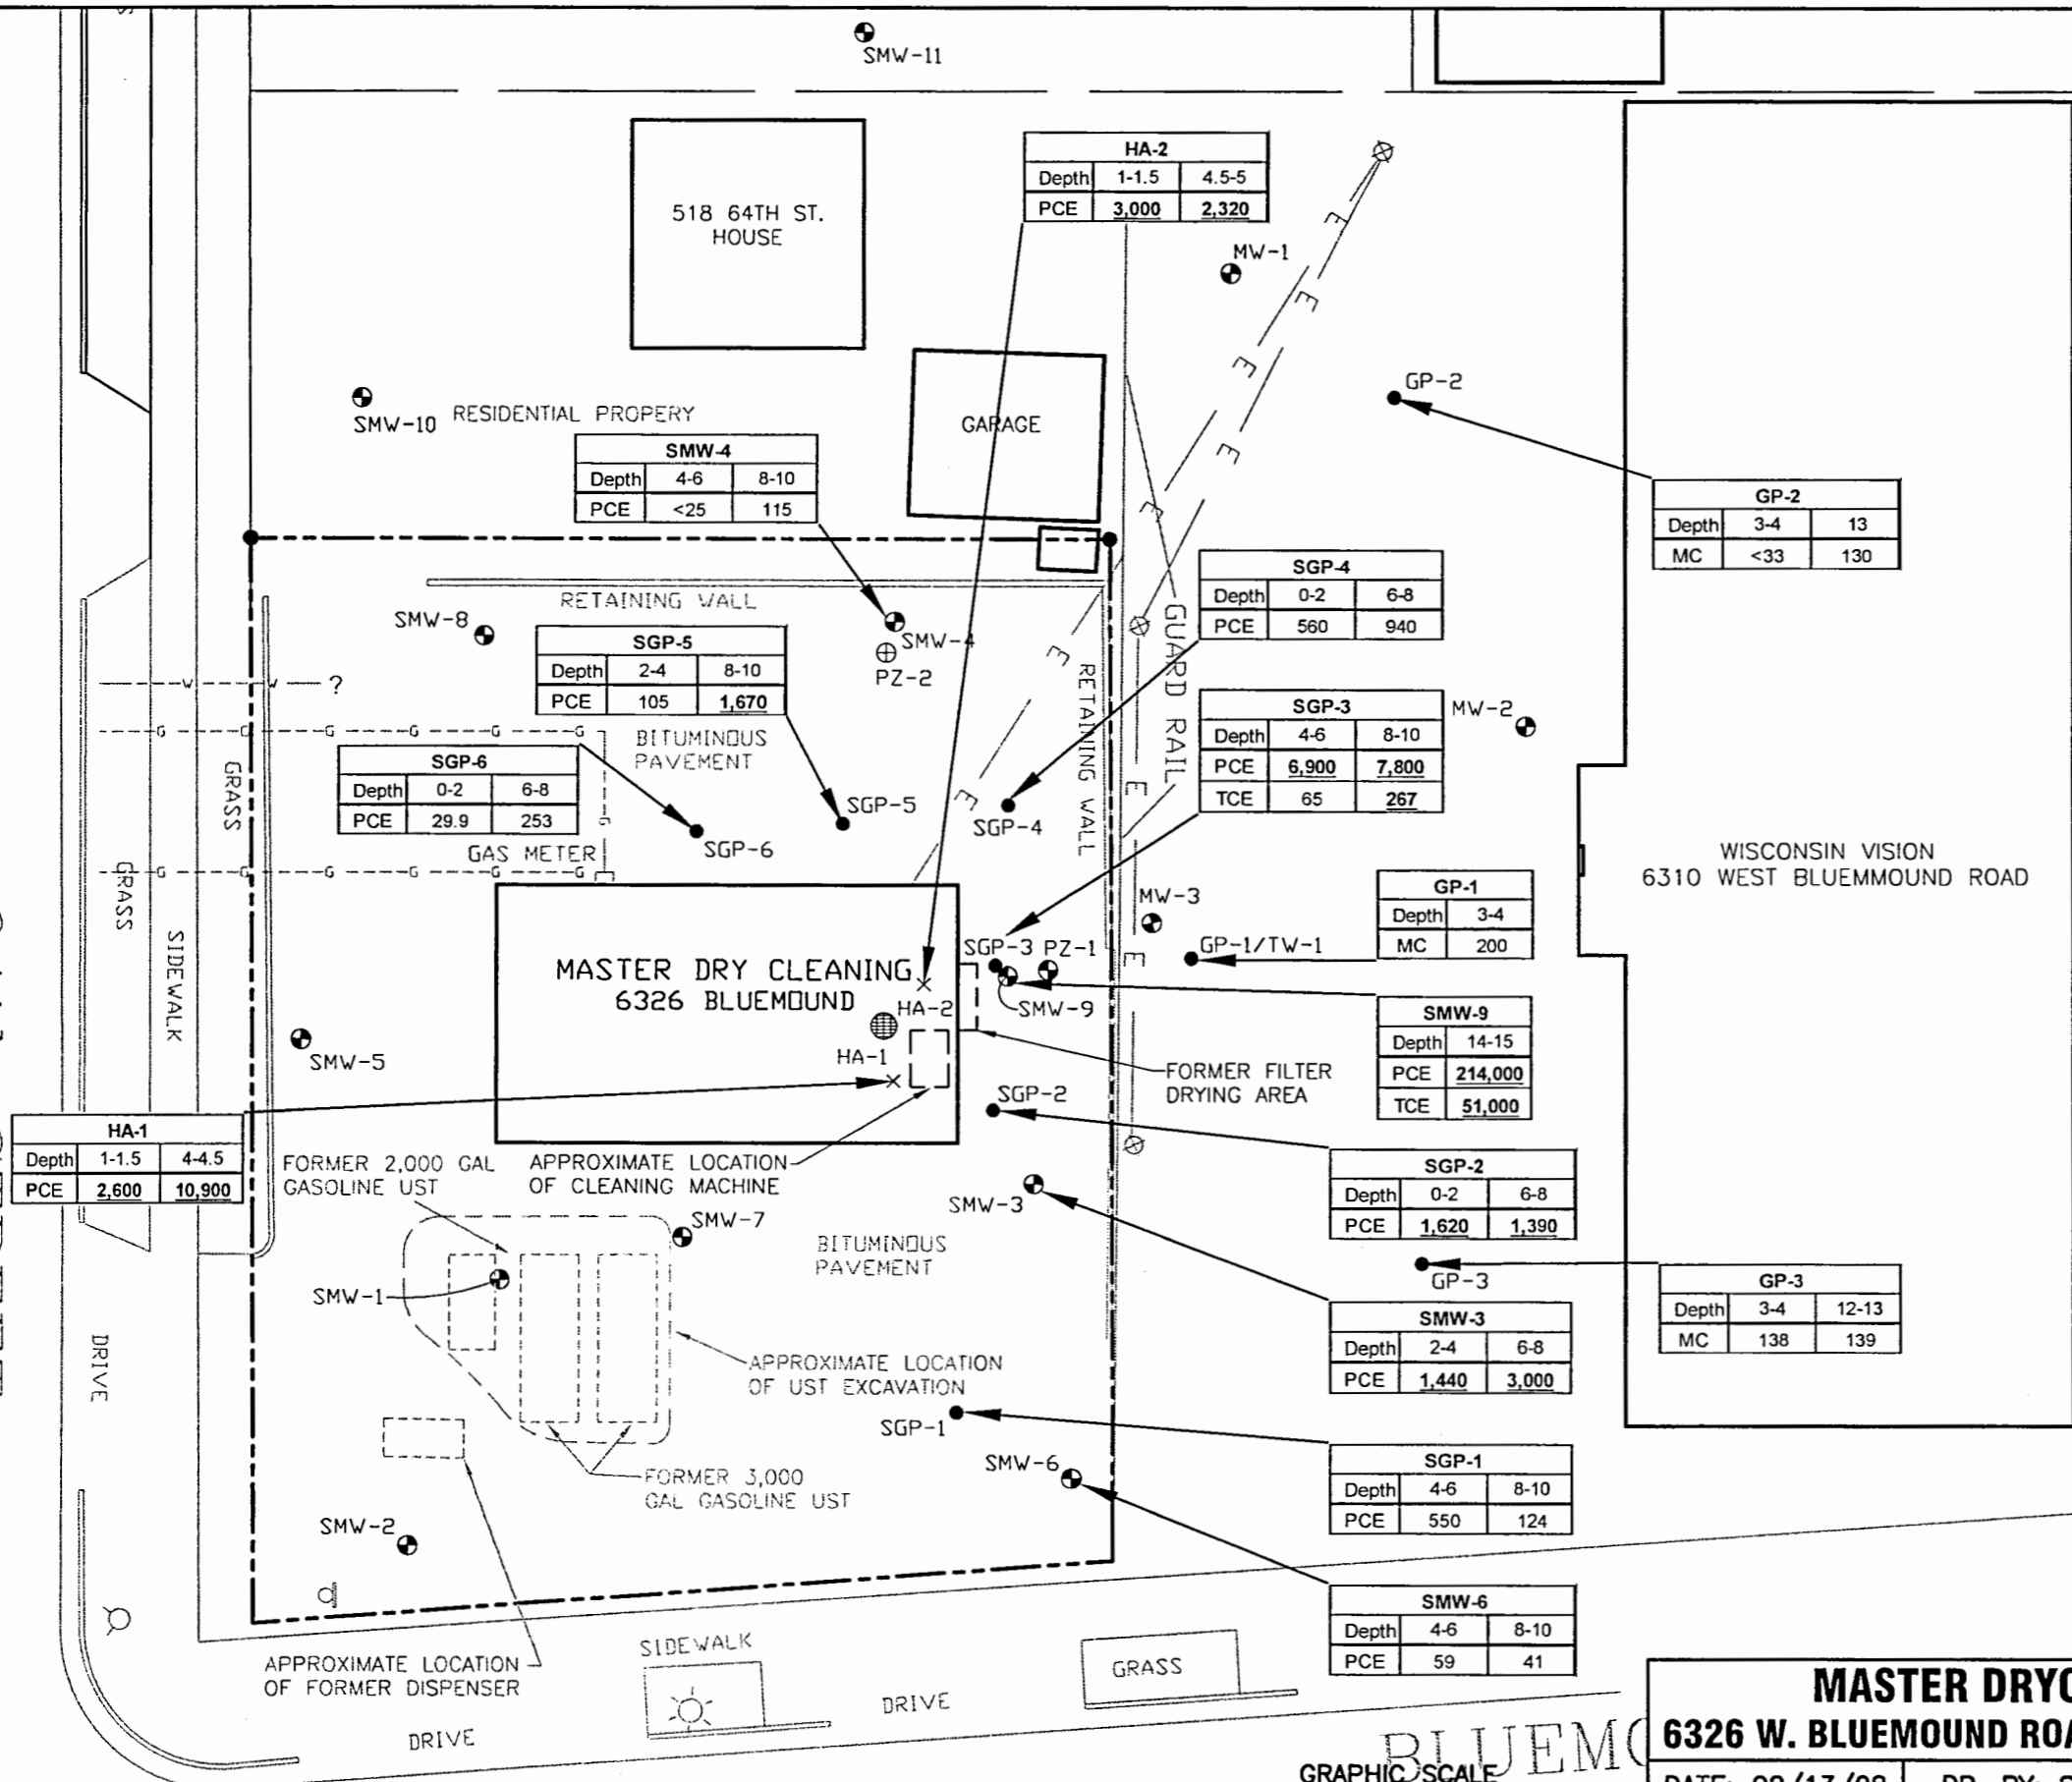 SMW-11
HA-2
Depth 1-1.5 4.5-5
PCE 3,000 2,320
518 64TH ST.
HOUSE
MW-1
GP-2
SMW-10
RESIDENTIAL PROPERY
GARAGE
SMW-4
Depth 4-6 8-10
PCE <25 115
GP-2
Depth 3-4 13
MC <33 130
SGP-4
Depth 0-2 6-8
PCE 560 940
RETAINING WALL
SMW-8
SMW-4
PZ-2
SGP-5
Depth 2-4 8-10
PCE 105 1,670
RETAINING WALL
GUARD RAIL
W W ?
SGP-3
Depth 4-6 8-10
PCE 6,900 7,800
TCE 65 267
MW-2
G G G G G G
BITUMINOUS
PAVEMENT
SGP-6
Depth 0-2 6-8
PCE 29.9 253
GRASS
SGP-5
SGP-4
SGP-6
GAS METER
G G G G G G
GRASS
SIDEWALK
E E E E E E E E E E E
WISCONSIN VISION
6310 WEST BLUEMMOUND ROAD
GP-1
Depth 3-4
MC 200
MW-3
SGP-3 PZ-1
GP-1/TW-1
MASTER DRY CLEANING
6326 BLUEMOUND
HA-2
SMW-9
SMW-9
Depth 14-15
PCE 214,000
TCE 51,000
SMW-5
HA-1
FORMER FILTER
DRYING AREA
SGP-2
HA-1
Depth 1-1.5 4-4.5
PCE 2,600 10,900
FORMER 2,000 GAL
GASOLINE UST
APPROXIMATE LOCATION
OF CLEANING MACHINE
SGP-2
Depth 0-2 6-8
PCE 1,620 1,390
SMW-3
SMW-7
BITUMINOUS
PAVEMENT
GP-3
GP-3
Depth 3-4 12-13
MC 138 139
SMW-1
SMW-3
Depth 2-4 6-8
PCE 1,440 3,000
DRIVE
APPROXIMATE LOCATION
OF UST EXCAVATION
SGP-1
SGP-1
Depth 4-6 8-10
PCE 550 124
SMW-6
FORMER 3,000
GAL GASOLINE UST
SMW-2
SMW-6
Depth 4-6 8-10
PCE 59 41
SIDEWALK
GRASS
APPROXIMATE LOCATION
OF FORMER DISPENSER
DRIVE
DRIVE
MASTER DRY
6326 W. BLUEMOUND
BLUEM
GRAPHIC SCALE